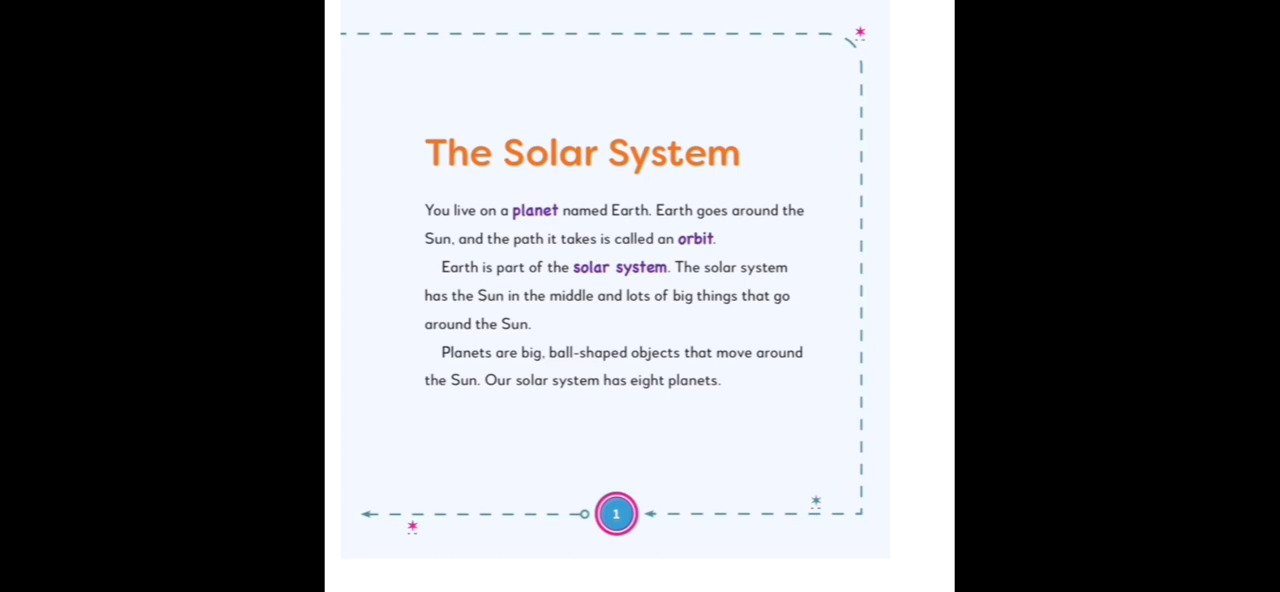 The Solar System
You live on a planet named Earth. Earth goes around the
Sun, and the path it takes is called an orbit.
Earth is part of the solar system. The solar system
has the Sun in the middle and lots of big things that go
around the Sun.
Planets are big, ball-shaped objects that move around
the Sun. Our solar system has eight planets.
1